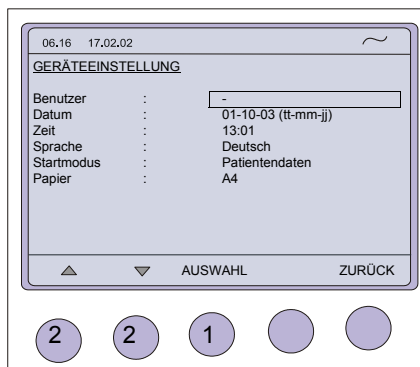 06.16 17.02.02
GERÄTEEINSTELLUNG
Benutzer : -
Datum : 01-10-03 (tt-mm-jj)
Zeit : 13:01
Sprache : Deutsch
Startmodus : Patientendaten
Papier : A4
AUSWAHL ZURÜCK
2 2 1